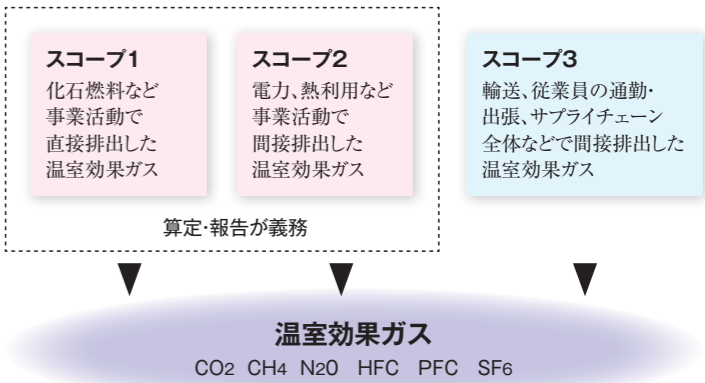 スコープ1
化石燃料など
事業活動で
直接排出した
温室効果ガス
スコープ2
電力、熱利用など
事業活動で
間接排出した
温室効果ガス
スコープ3
輸送、従業員の通勤・
出張、サプライチェーン
全体などで間接排出した
温室効果ガス
算定・報告が義務
温室効果ガス
CO2 CH4 N20 HFC PFC SF6